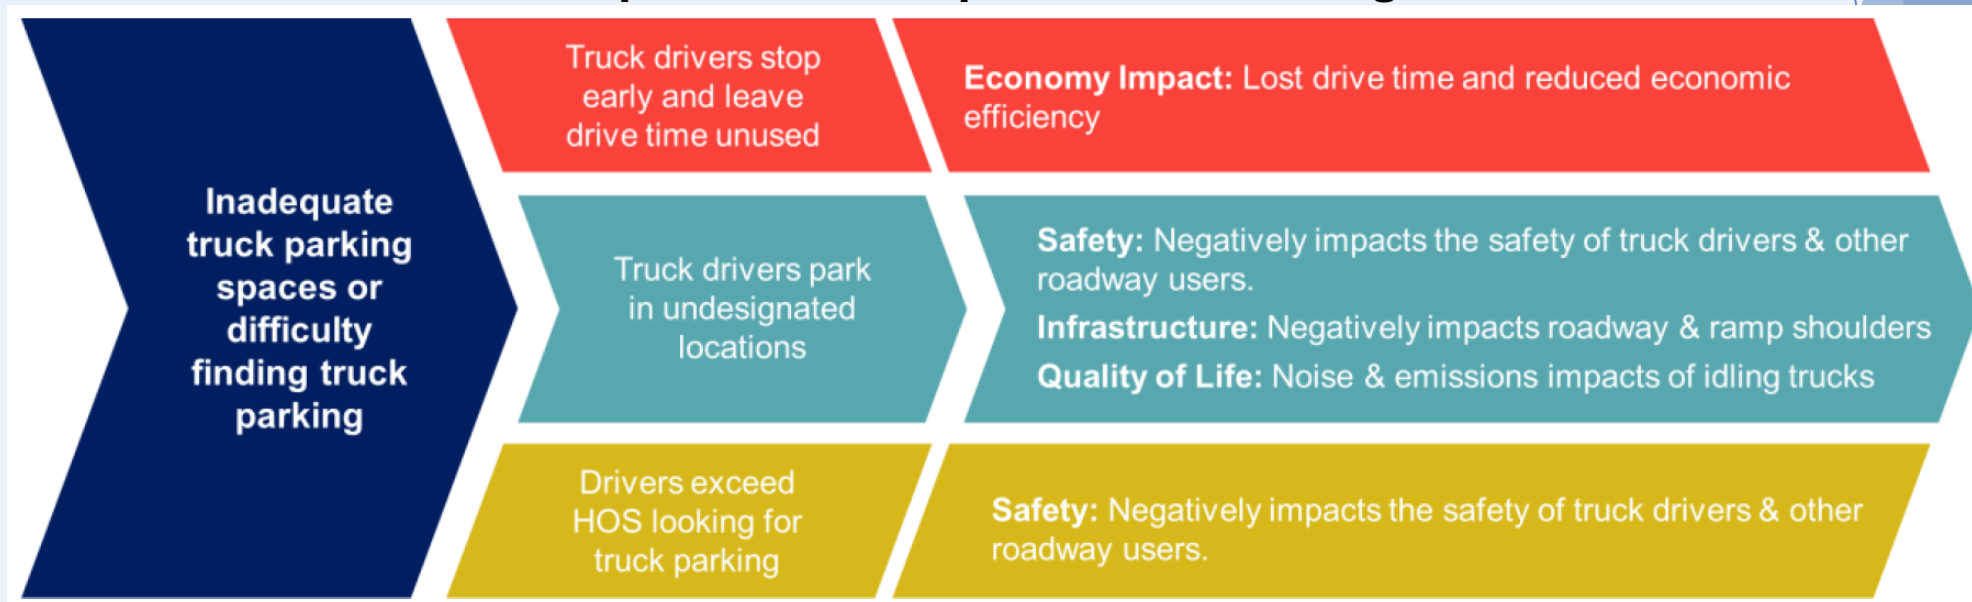 Inadequate
truck parking
spaces or
difficulty
finding truck
parking
Truck drivers stop
early and leave
drive time unused
Economy Impact: Lost drive time and reduced economic
efficiency
Truck drivers park
in undesignated
locations
Safety: Negatively impacts the safety of truck drivers & other
roadway users.
Infrastructure: Negatively impacts roadway & ramp shoulders
Quality of Life: Noise & emissions impacts of idling trucks
Drivers exceed
HOS looking for
truck parking
Safety: Negatively impacts the safety of truck drivers & other
roadway users.